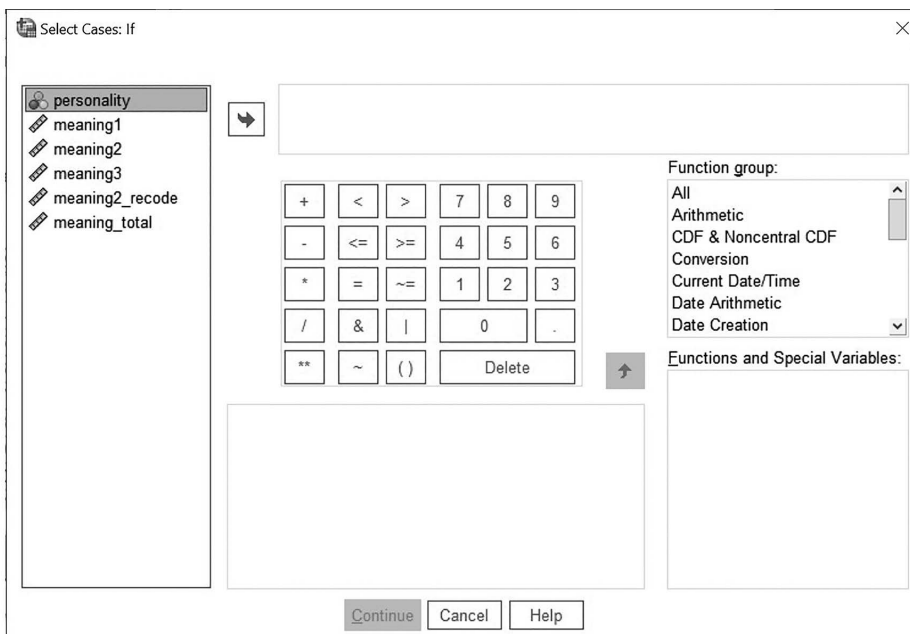 Select Cases: If
personality
meaning1
meaning2
meaning3
meaning2_recode
meaning_total
+ < > 7 8 9
- <= >= 4 5 6
* = ~= 1 2 3
/ & | 0 .
** ~ ( ) Delete
Function group:
All
Arithmetic
CDF & Noncentral CDF
Conversion
Current Date/Time
Date Arithmetic
Date Creation
Functions and Special Variables:
Continue Cancel Help